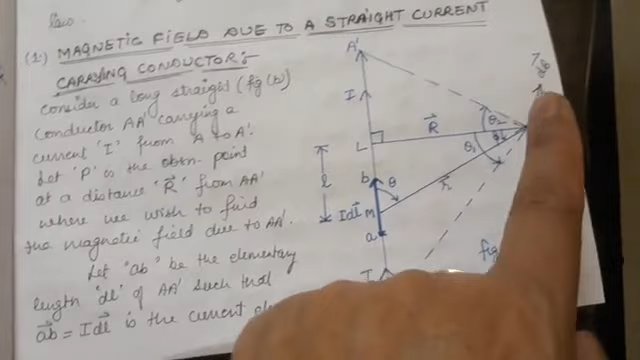 law.
(1.) MAGNETIC FIELD DUE TO A STRAIGHT CURRENT
CARRYING CONDUCTOR:-
Consider a long straight (fig (b))
Conductor AA' carrying a
current 'I' from A to A'.
Let 'P' is the obsn. point
at a distance 'R⃗' from AA'
where we wish to find
the magnetic field due to AA'.
Let "ab" be the elementary
length 'dl' of AA' such that
ab⃗ = Idl⃗ is the current
A'
I
L
R⃗
θ₂
θ₁
l
b
θ
Idl⃗
M
r
a
I
fig